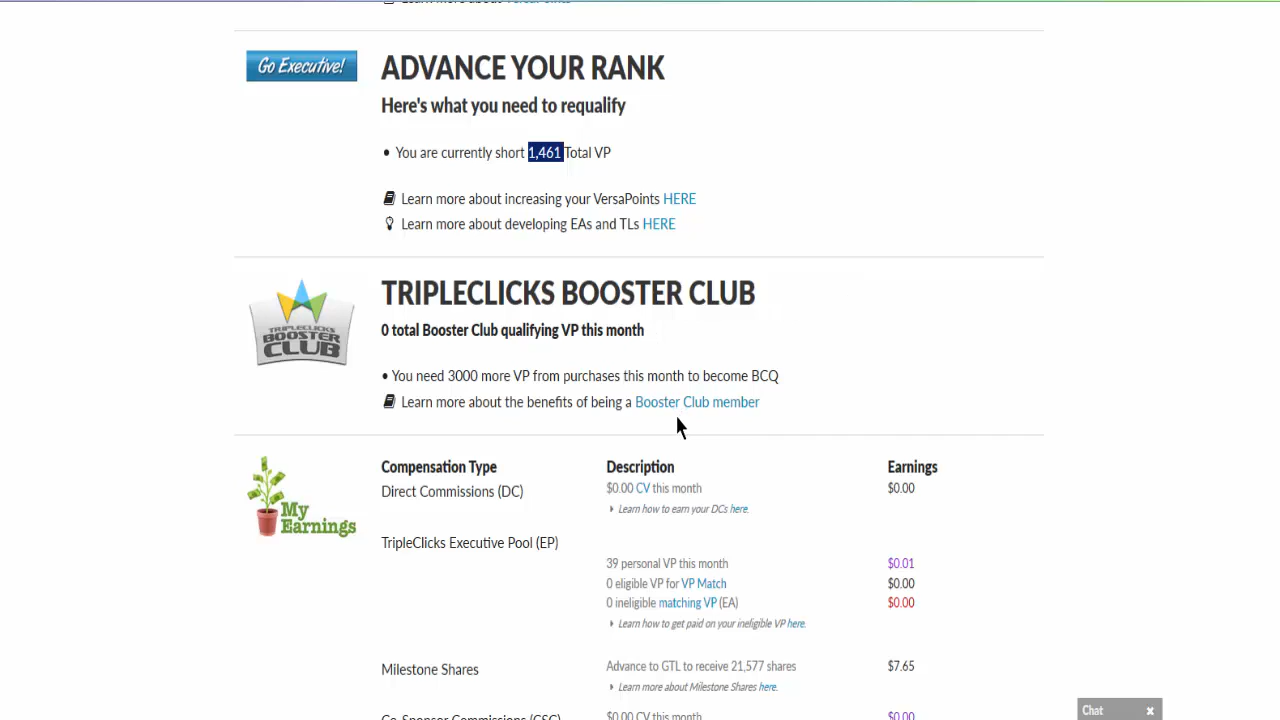 Learn more about VersaPoints
Go Executive!
ADVANCE YOUR RANK
Here's what you need to requalify
• You are currently short 1,461 Total VP
Learn more about increasing your VersaPoints HERE
Learn more about developing EAs and TLs HERE
TRIPLECLICKS
BOOSTER
CLUB
TRIPLECLICKS BOOSTER CLUB
0 total Booster Club qualifying VP this month
• You need 3000 more VP from purchases this month to become BCQ
Learn more about the benefits of being a Booster Club member
My
Earnings
Compensation Type Description Earnings
Direct Commissions (DC) $0.00 CV this month $0.00
Learn how to earn your DCs here.
TripleClicks Executive Pool (EP)
39 personal VP this month $0.01
0 eligible VP for VP Match $0.00
0 ineligible matching VP (EA) $0.00
Learn how to get paid on your ineligible VP here.
Milestone Shares Advance to GTL to receive 21,577 shares $7.65
Learn more about Milestone Shares here.
Co-Sponsor Commissions (CSC) $0.00 CV this month $0.00
Chat ×